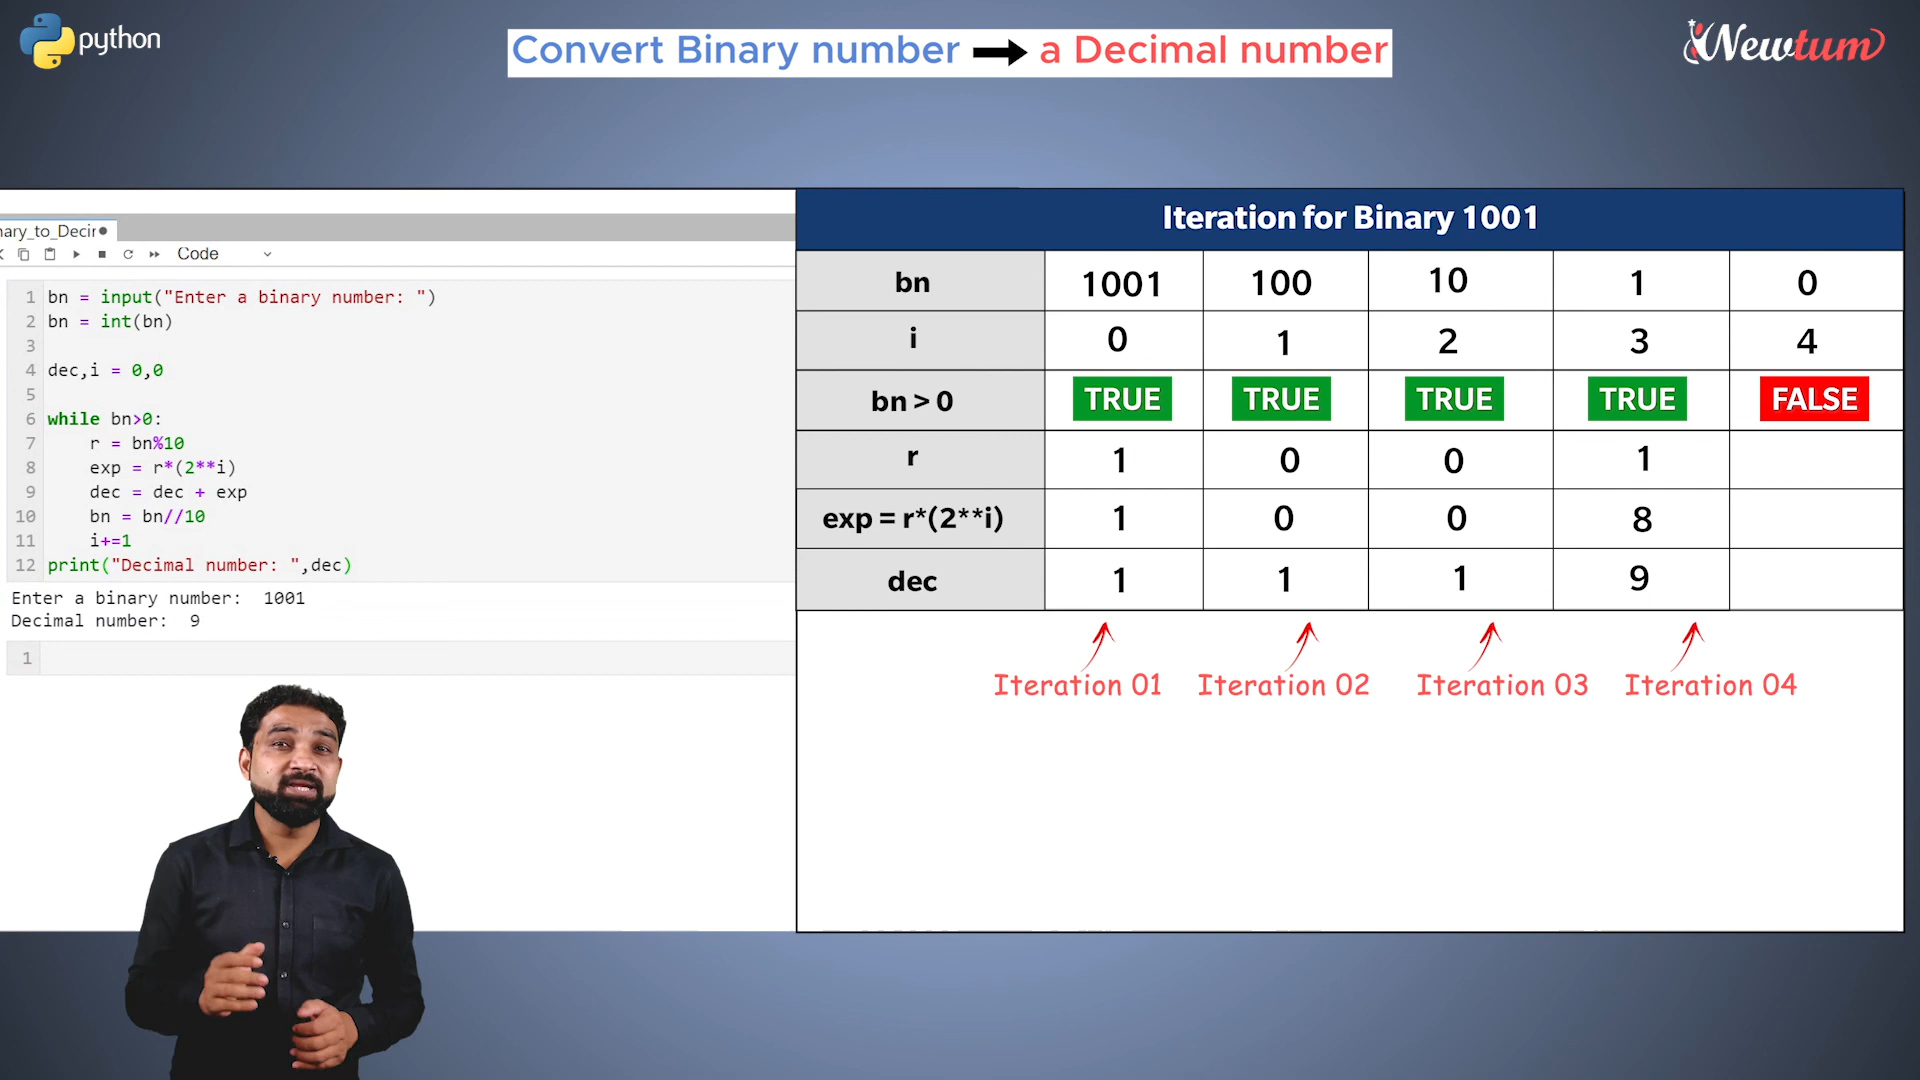 python
Convert Binary number a Decimal number
Newtum
nary_to_Decir
Code
1 bn = input("Enter a binary number: ")
2 bn = int(bn)
3
4 dec,i = 0,0
5
6 while bn>0:
7 r = bn%10
8 exp = r*(2**i)
9 dec = dec + exp
10 bn = bn//10
11 i+=1
12 print("Decimal number: ",dec)
Enter a binary number: 1001
Decimal number: 9
1
Iteration for Binary 1001
bn 1001 100 10 1 0
i 0 1 2 3 4
bn > 0 TRUE TRUE TRUE TRUE FALSE
r 1 0 0 1
exp = r*(2**i) 1 0 0 8
dec 1 1 1 9
Iteration 01 Iteration 02 Iteration 03 Iteration 04